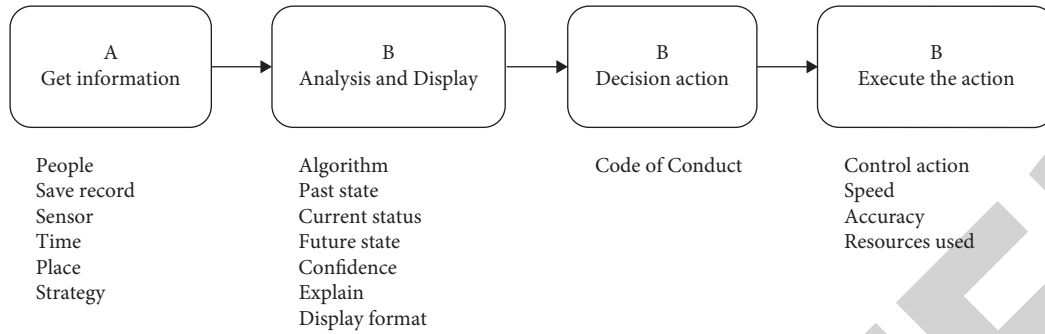 A
Get information
B
Analysis and Display
B
Decision action
B
Execute the action
People
Save record
Sensor
Time
Place
Strategy
Algorithm
Past state
Current status
Future state
Confidence
Explain
Display format
Code of Conduct
Control action
Speed
Accuracy
Resources used